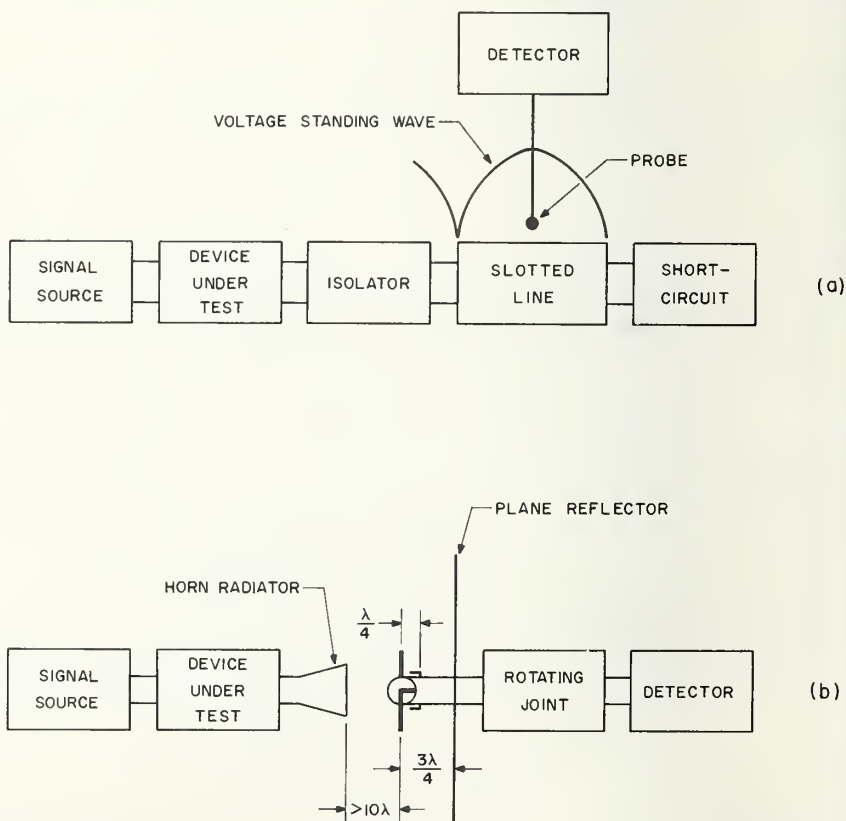 DETECTOR
VOLTAGE STANDING WAVE
PROBE
SIGNAL
SOURCE
DEVICE
UNDER
TEST
ISOLATOR
SLOTTED
LINE
SHORT-
CIRCUIT
(a)
PLANE REFLECTOR
HORN RADIATOR
λ/4
SIGNAL
SOURCE
DEVICE
UNDER
TEST
ROTATING
JOINT
DETECTOR
(b)
3λ/4
>10λ